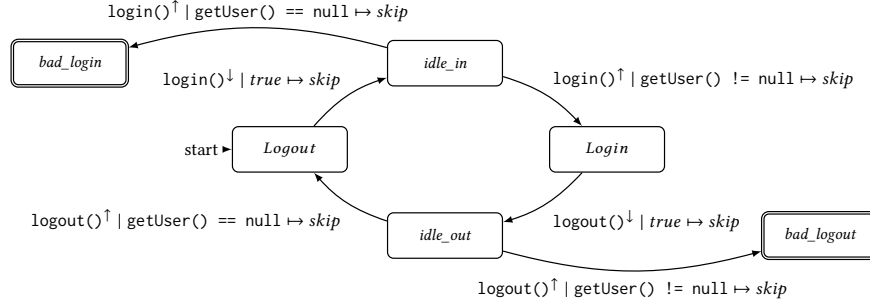 login()↑ | getUser() == null ↦ skip
bad_login
idle_in
login()↓ | true ↦ skip
login()↑ | getUser() != null ↦ skip
start
Logout
Login
logout()↑ | getUser() == null ↦ skip
idle_out
logout()↓ | true ↦ skip
bad_logout
logout()↑ | getUser() != null ↦ skip